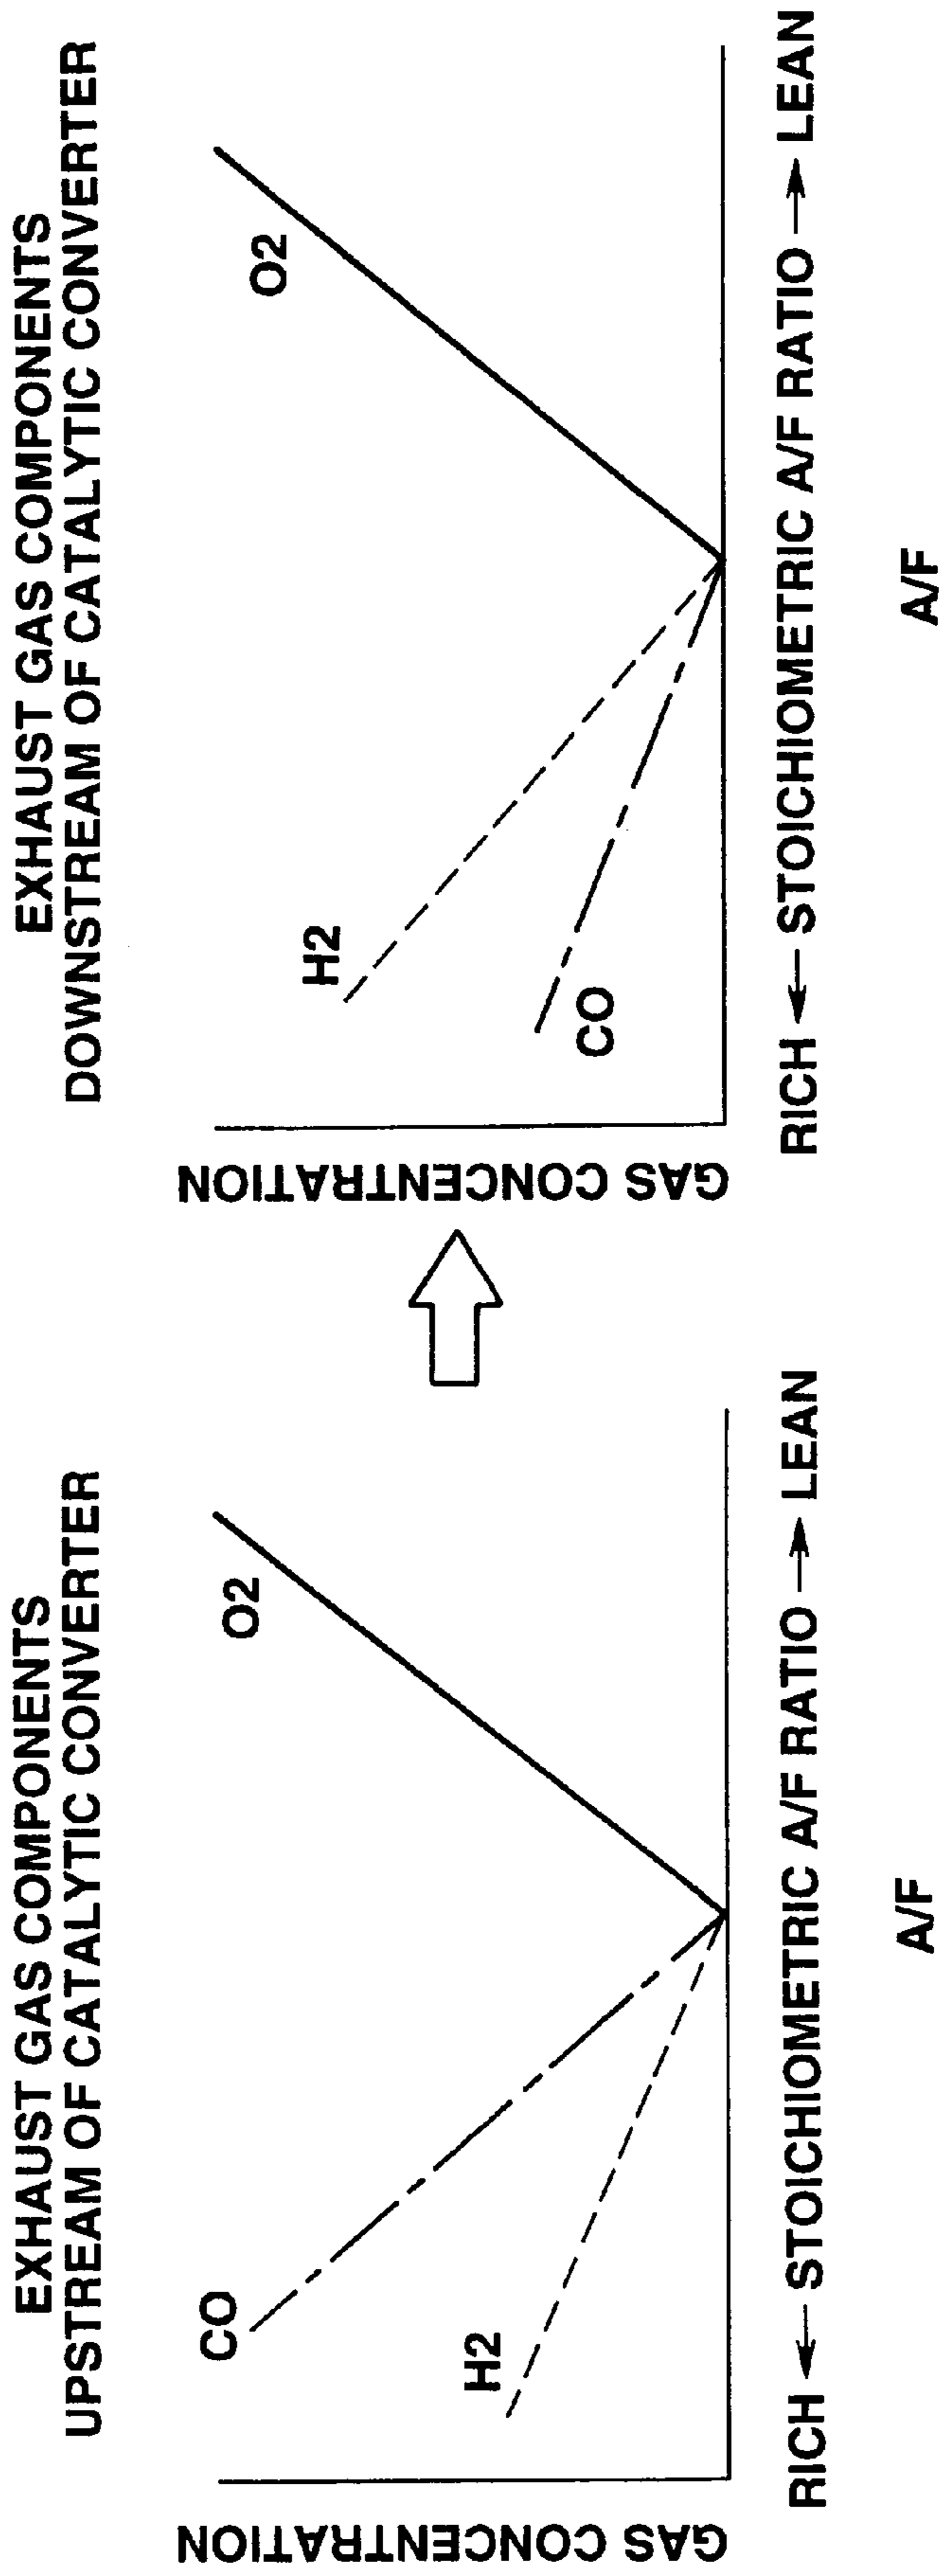 EXHAUST GAS COMPONENTS
UPSTREAM OF CATALYTIC CONVERTER
GAS CONCENTRATION
CO
H2
O2
RICH ← STOICHIOMETRIC A/F RATIO → LEAN
A/F
EXHAUST GAS COMPONENTS
DOWNSTREAM OF CATALYTIC CONVERTER
GAS CONCENTRATION
H2
CO
O2
RICH ← STOICHIOMETRIC A/F RATIO → LEAN
A/F